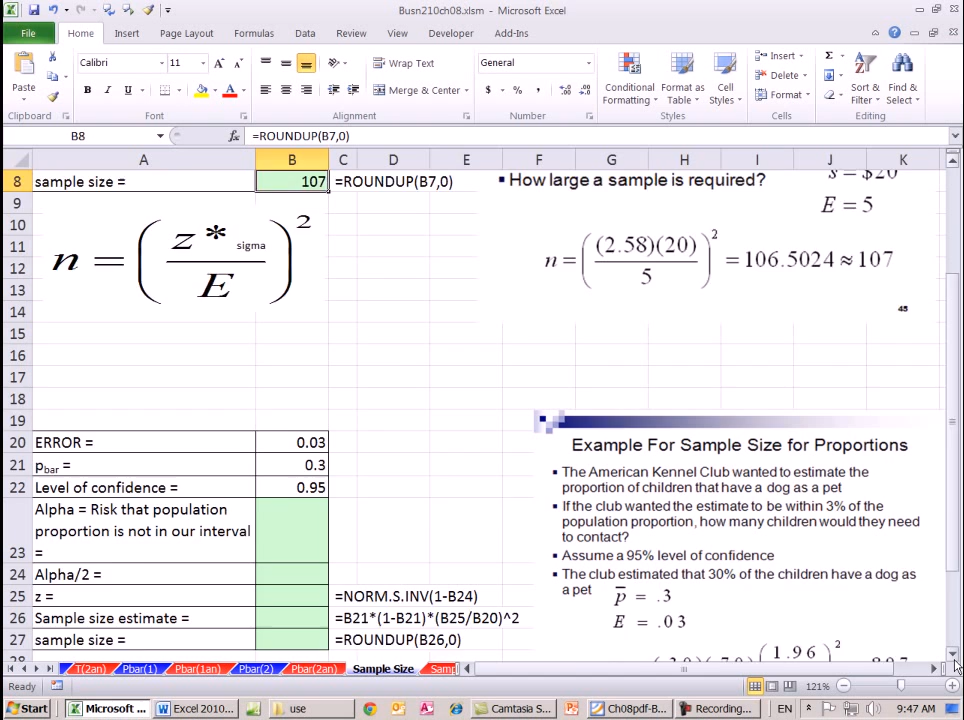 Busn210ch08.xlsm - Microsoft Excel
File Home Insert Page Layout Formulas Data Review View Developer Add-Ins
Calibri 11 Wrap Text General Insert
Paste Merge & Center Conditional Formatting Format as Table Cell Styles Delete Format Sort & Filter Find & Select
Clipboard Font Alignment Number Styles Cells Editing
B8 fx =ROUNDUP(B7,0)
A B C D E F G H I J K
8 sample size = 107 =ROUNDUP(B7,0)
How large a sample is required?
s = $20
E = 5
9
10
11
12
13
14
n = ( z * sigma / E )²
n = ( (2.58)(20) / 5 )² = 106.5024 ≈ 107
45
15
16
17
18
19
20 ERROR = 0.03
21 pbar = 0.3
22 Level of confidence = 0.95
Alpha = Risk that population
proportion is not in our interval
23 =
24 Alpha/2 =
25 z = =NORM.S.INV(1-B24)
26 Sample size estimate = =B21*(1-B21)*(B25/B20)^2
27 sample size = =ROUNDUP(B26,0)
28
Example For Sample Size for Proportions
The American Kennel Club wanted to estimate the
proportion of children that have a dog as a pet
If the club wanted the estimate to be within 3% of the
population proportion, how many children would they need
to contact?
Assume a 95% level of confidence
The club estimated that 30% of the children have a dog as
a pet
p̅ = .3
E = .03
1.96 2
T(2an) Pbar(1) Pbar(1an) Pbar(2) Pbar(2an) Sample Size Samp
Ready 121%
Start Microsoft ... Excel 2010... use Camtasia S... Ch08pdf-B... Recording... EN 9:47 AM